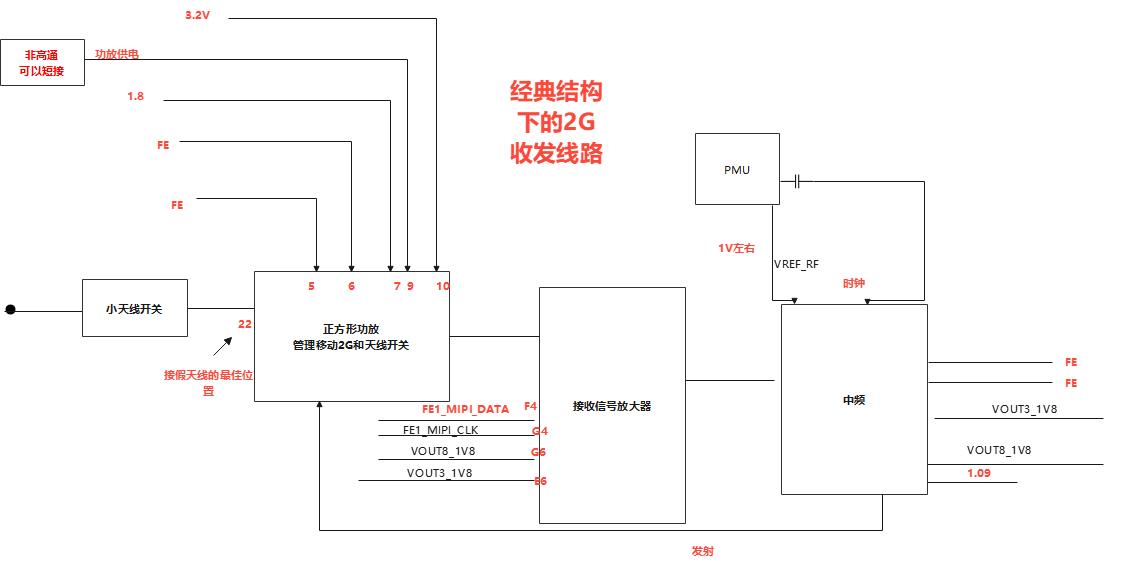 3.2V
非高通
可以短接
功放供电
1.8
FE
FE
经典结构
下的2G
收发线路
PMU
1V左右
VREF_RF
时钟
小天线开关
5
6
7
9
10
22
正方形功放
管理移动2G和天线开关
接假天线的最佳位
置
FE1_MIPI_DATA
F4
FE1_MIPI_CLK
G4
VOUT8_1V8
G6
VOUT3_1V8
E6
接收信号放大器
中频
FE
FE
VOUT3_1V8
VOUT8_1V8
1.09
发射